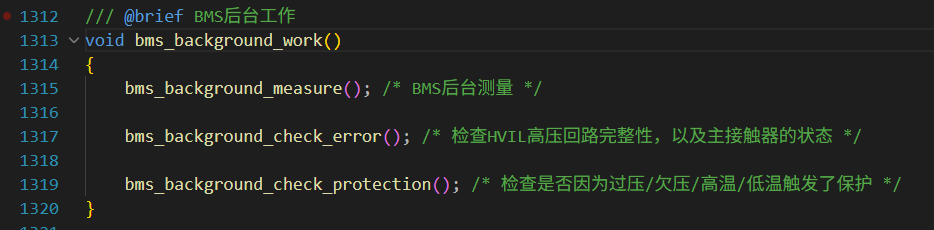 1312 /// @brief BMS后台工作
1313 void bms_background_work()
1314 {
1315 bms_background_measure(); /* BMS后台测量 */
1316
1317 bms_background_check_error(); /* 检查HVIL高压回路完整性，以及主接触器的状态 */
1318
1319 bms_background_check_protection(); /* 检查是否因为过压/欠压/高温/低温触发了保护 */
1320 }